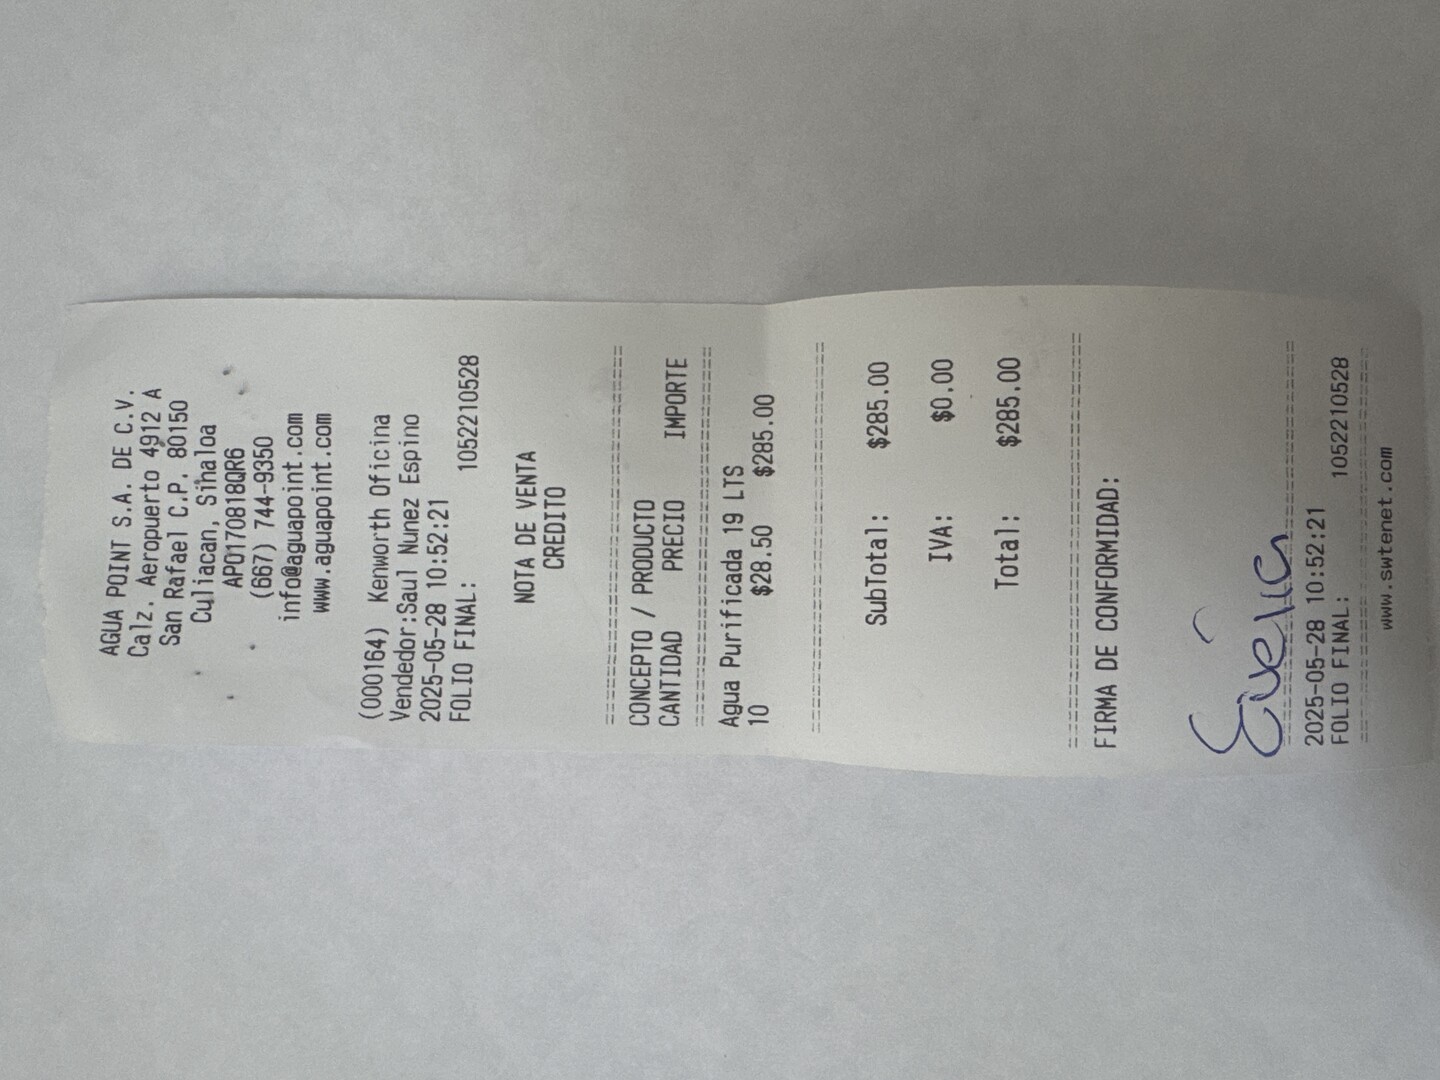 AGUA POINT S.A. DE C.V.
Calz. Aeropuerto 4912 A
San Rafael C.P. 80150
Culiacan, Sinaloa
APO170818QR6
(667) 744-9350
info@aguapoint.com
www.aguapoint.com
(000164) Kenworth Oficina
Vendedor:Saul Nunez Espino
2025-05-28 10:52:21
FOLIO FINAL: 1052210528
NOTA DE VENTA
CREDITO
CONCEPTO / PRODUCTO
CANTIDAD PRECIO IMPORTE
Agua Purificada 19 LTS
10 $28.50 $285.00
SubTotal: $285.00
IVA: $0.00
Total: $285.00
FIRMA DE CONFORMIDAD:
Evelia
2025-05-28 10:52:21
FOLIO FINAL: 1052210528
www.swtenet.com